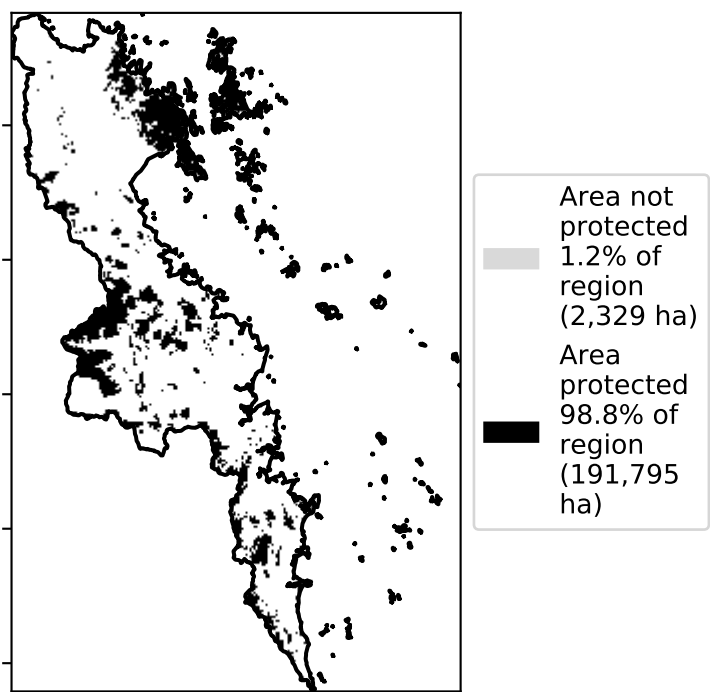 Area not
protected
1.2% of
region
(2,329 ha)
Area
protected
98.8% of
region
(191,795
ha)